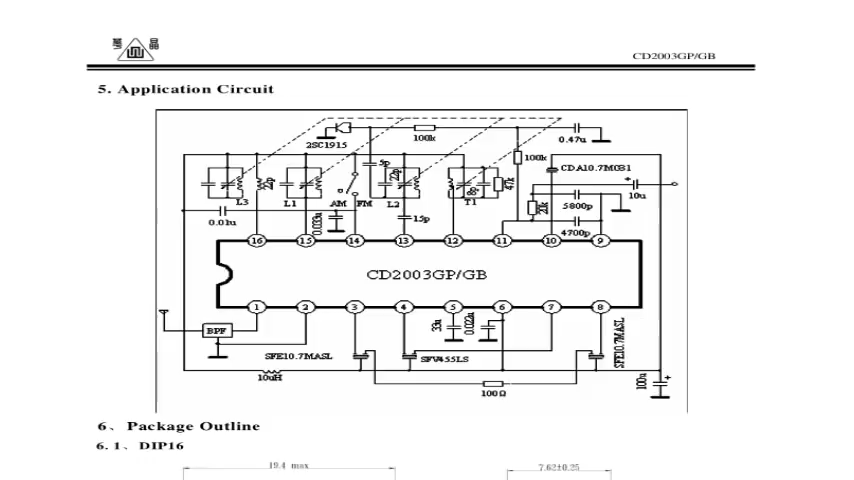 CD2003GP/GB
5. Application Circuit
2SC1915
100k
0.47u
5p
100k
CDA10.7M031
22p
22p
47k
10u
L3
L1
AM FM
L2
T1
20k
5800p
0.01u
0.033u
15p
4700p
16 15 14 13 12 11 10 9
CD2003GP/GB
1 2 3 4 5 6 7 8
BPF
33u
0.022u
SFE10.7MASL
SFV455LS
SFE10.7MASL
10uH
100Ω
100u
6、Package Outline
6. 1、DIP16
19.4 max
7.62±0.25